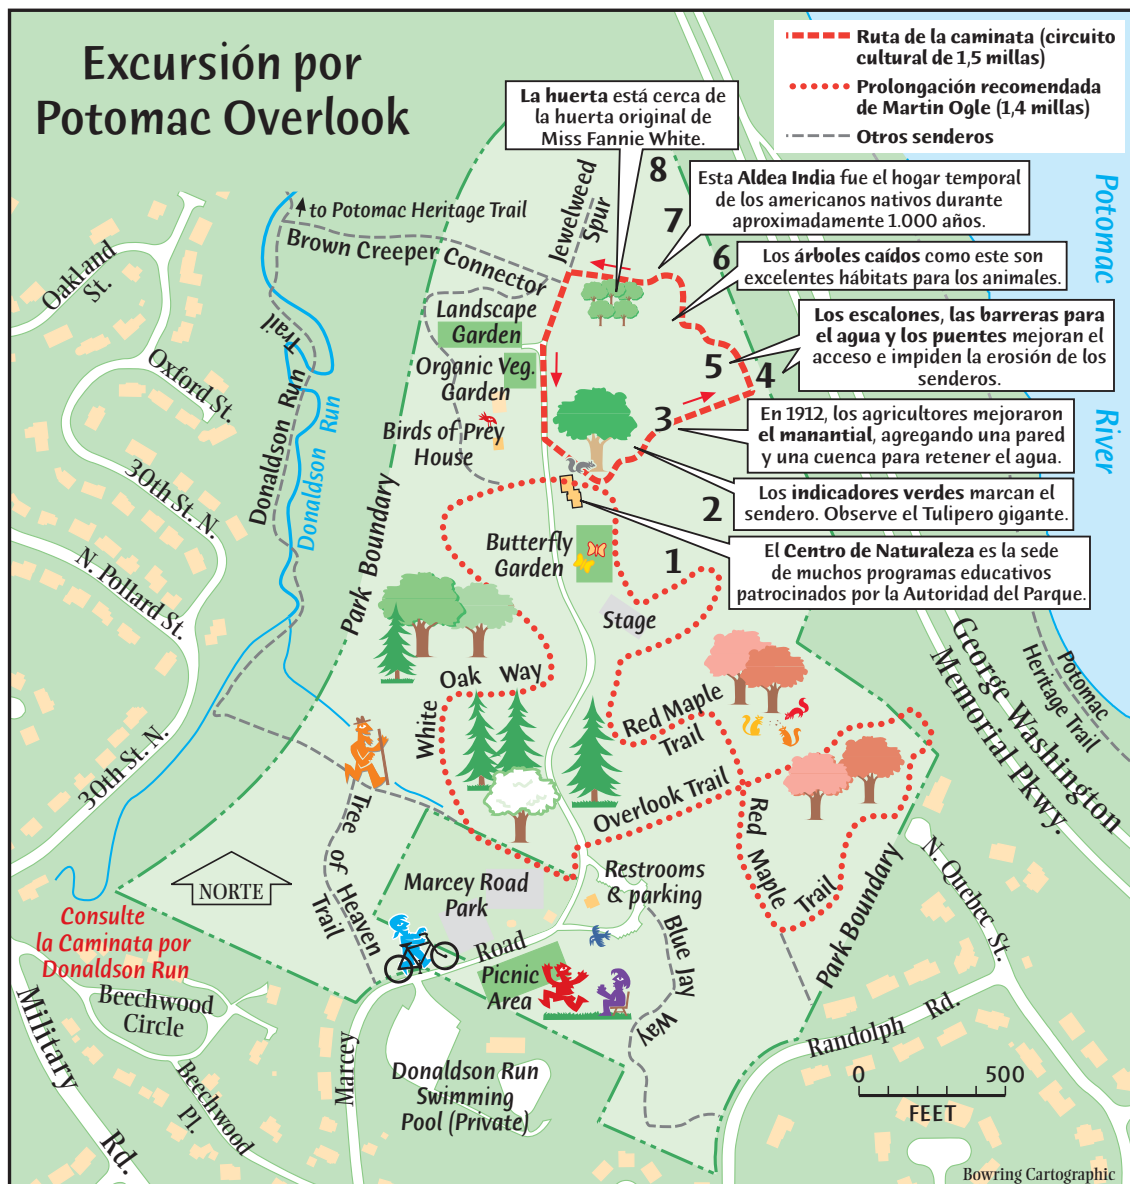 Excursión por
Potomac Overlook
Ruta de la caminata (circuito
cultural de 1,5 millas)
Prolongación recomendada
de Martin Ogle (1,4 millas)
Otros senderos
La huerta está cerca de
la huerta original de
Miss Fannie White.
8
Esta Aldea India fue el hogar temporal
de los americanos nativos durante
aproximadamente 1.000 años.
7
6
Los árboles caídos como este son
excelentes hábitats para los animales.
Los escalones, las barreras para
el agua y los puentes mejoran el
acceso e impiden la erosión de los
senderos.
5
4
3
En 1912, los agricultores mejoraron
el manantial, agregando una pared
y una cuenca para retener el agua.
2
Los indicadores verdes marcan el
sendero. Observe el Tulipero gigante.
1
El Centro de Naturaleza es la sede
de muchos programas educativos
patrocinados por la Autoridad del Parque.
Potomac
River
to Potomac Heritage Trail
Brown Creeper Connector
Jewelweed
Spur
Landscape
Garden
Organic Veg.
Garden
Birds of Prey
House
Butterfly
Garden
Stage
Oakland
St.
Oxford St.
30th St. N.
N. Pollard St.
30th St. N.
Donaldson Run
Trail
Donaldson Run
Park Boundary
White Oak Way
Red Maple
Trail
Overlook Trail
Red Maple Trail
Park Boundary
George Washington
Memorial Pkwy.
Potomac
Heritage Trail
N. Quebec St.
Randolph Rd.
Restrooms
& parking
Blue Jay Way
Marcey Road
Park
Tree of Heaven
Trail
Marcey Road
Picnic
Area
Donaldson Run
Swimming
Pool (Private)
NORTE
Consulte
la Caminata por
Donaldson Run
Beechwood
Circle
Beechwood
Pl.
Military Rd.
0 500
FEET
Bowring Cartographic